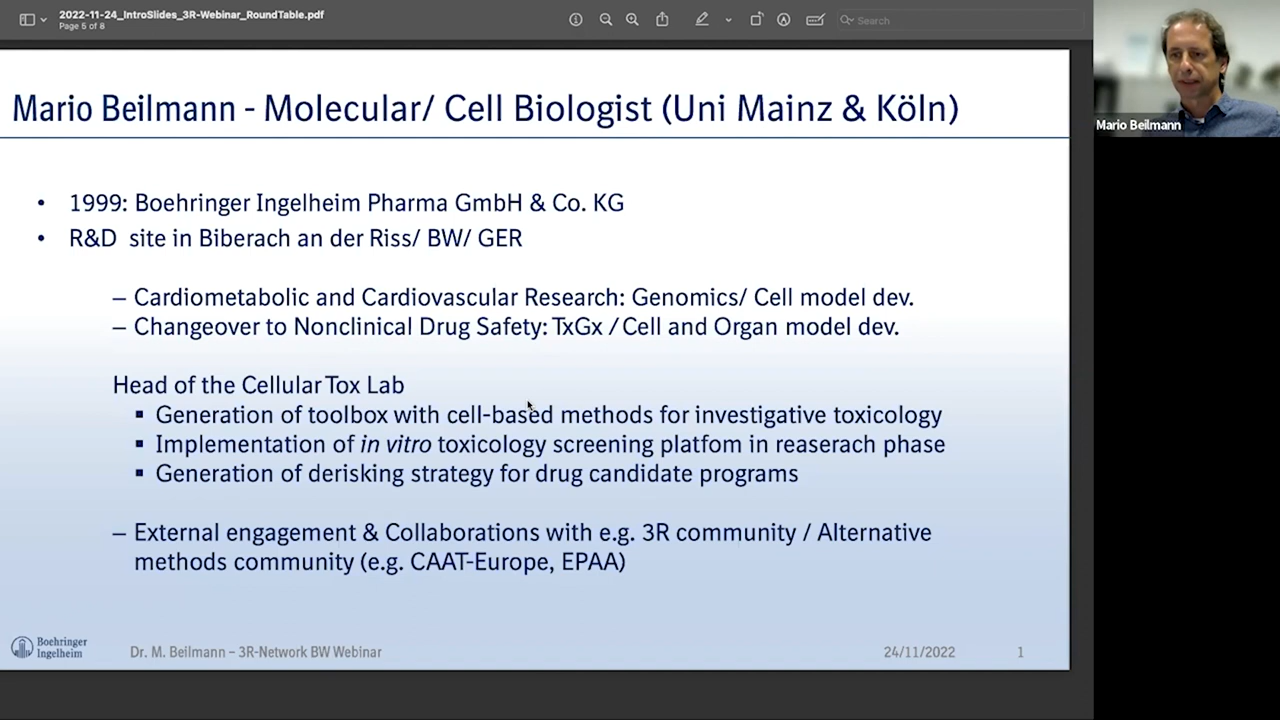 2022-11-24_IntroSlides_3R-Webinar_RoundTable.pdf
Page 5 of 8
Search
Mario Beilmann - Molecular/ Cell Biologist (Uni Mainz & Köln)
Mario Beilmann
• 1999: Boehringer Ingelheim Pharma GmbH & Co. KG
• R&D site in Biberach an der Riss/ BW/ GER
– Cardiometabolic and Cardiovascular Research: Genomics/ Cell model dev.
– Changeover to Nonclinical Drug Safety: TxGx / Cell and Organ model dev.
Head of the Cellular Tox Lab
▪ Generation of toolbox with cell-based methods for investigative toxicology
▪ Implementation of in vitro toxicology screening platfom in reaserach phase
▪ Generation of derisking strategy for drug candidate programs
– External engagement & Collaborations with e.g. 3R community / Alternative
methods community (e.g. CAAT-Europe, EPAA)
Boehringer
Ingelheim
Dr. M. Beilmann – 3R-Network BW Webinar
24/11/2022
1